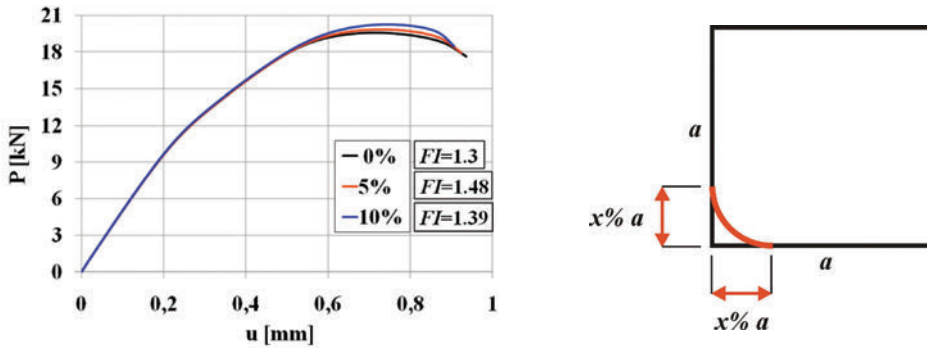 21
18
15
12
9
6
3
0
P [kN]
0
0,2
0,4
0,6
0,8
1
u [mm]
0% FI=1.3
5% FI=1.48
10% FI=1.39
a
x% a
a
x% a